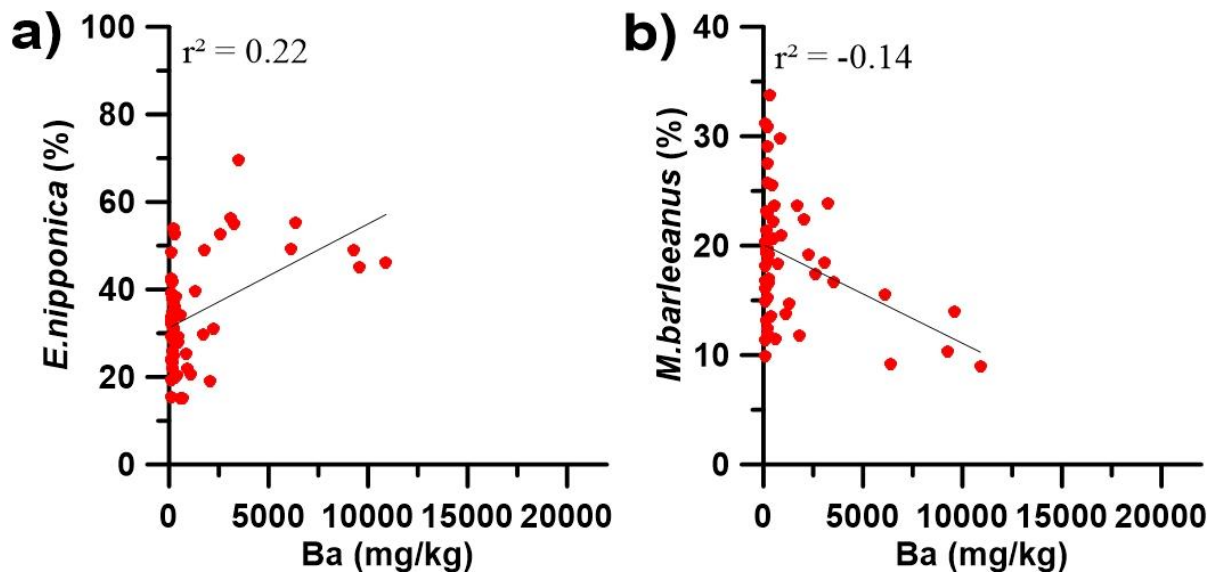 a)
r² = 0.22
100
80
60
40
20
0
E.nipponica (%)
0 5000 10000 15000 20000
Ba (mg/kg)
b)
r² = -0.14
40
30
20
10
0
M.barleeanus (%)
0 5000 10000 15000 20000
Ba (mg/kg)